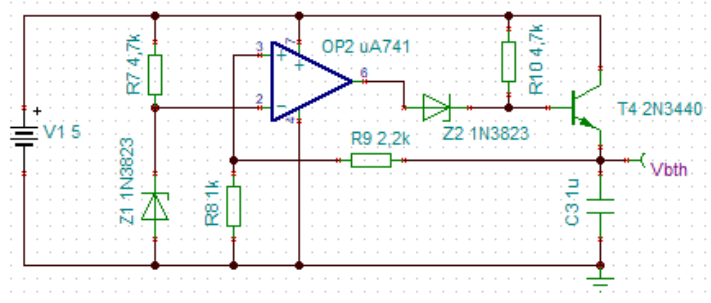 R7 4,7k
3
7
+
+
OP2 uA741
6
2
-
4
R10 4,7k
+
V1 5
Z1 1N3823
R8 1k
R9 2,2k
Z2 1N3823
T4 2N3440
Vbth
C3 1u